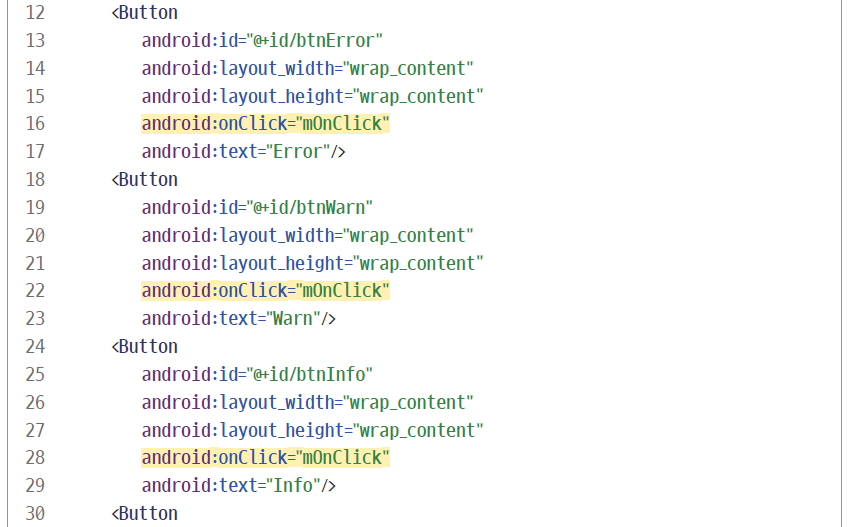 12 <Button
13 android:id="@+id/btnError"
14 android:layout_width="wrap_content"
15 android:layout_height="wrap_content"
16 android:onClick="mOnClick"
17 android:text="Error"/>
18 <Button
19 android:id="@+id/btnWarn"
20 android:layout_width="wrap_content"
21 android:layout_height="wrap_content"
22 android:onClick="mOnClick"
23 android:text="Warn"/>
24 <Button
25 android:id="@+id/btnInfo"
26 android:layout_width="wrap_content"
27 android:layout_height="wrap_content"
28 android:onClick="mOnClick"
29 android:text="Info"/>
30 <Button